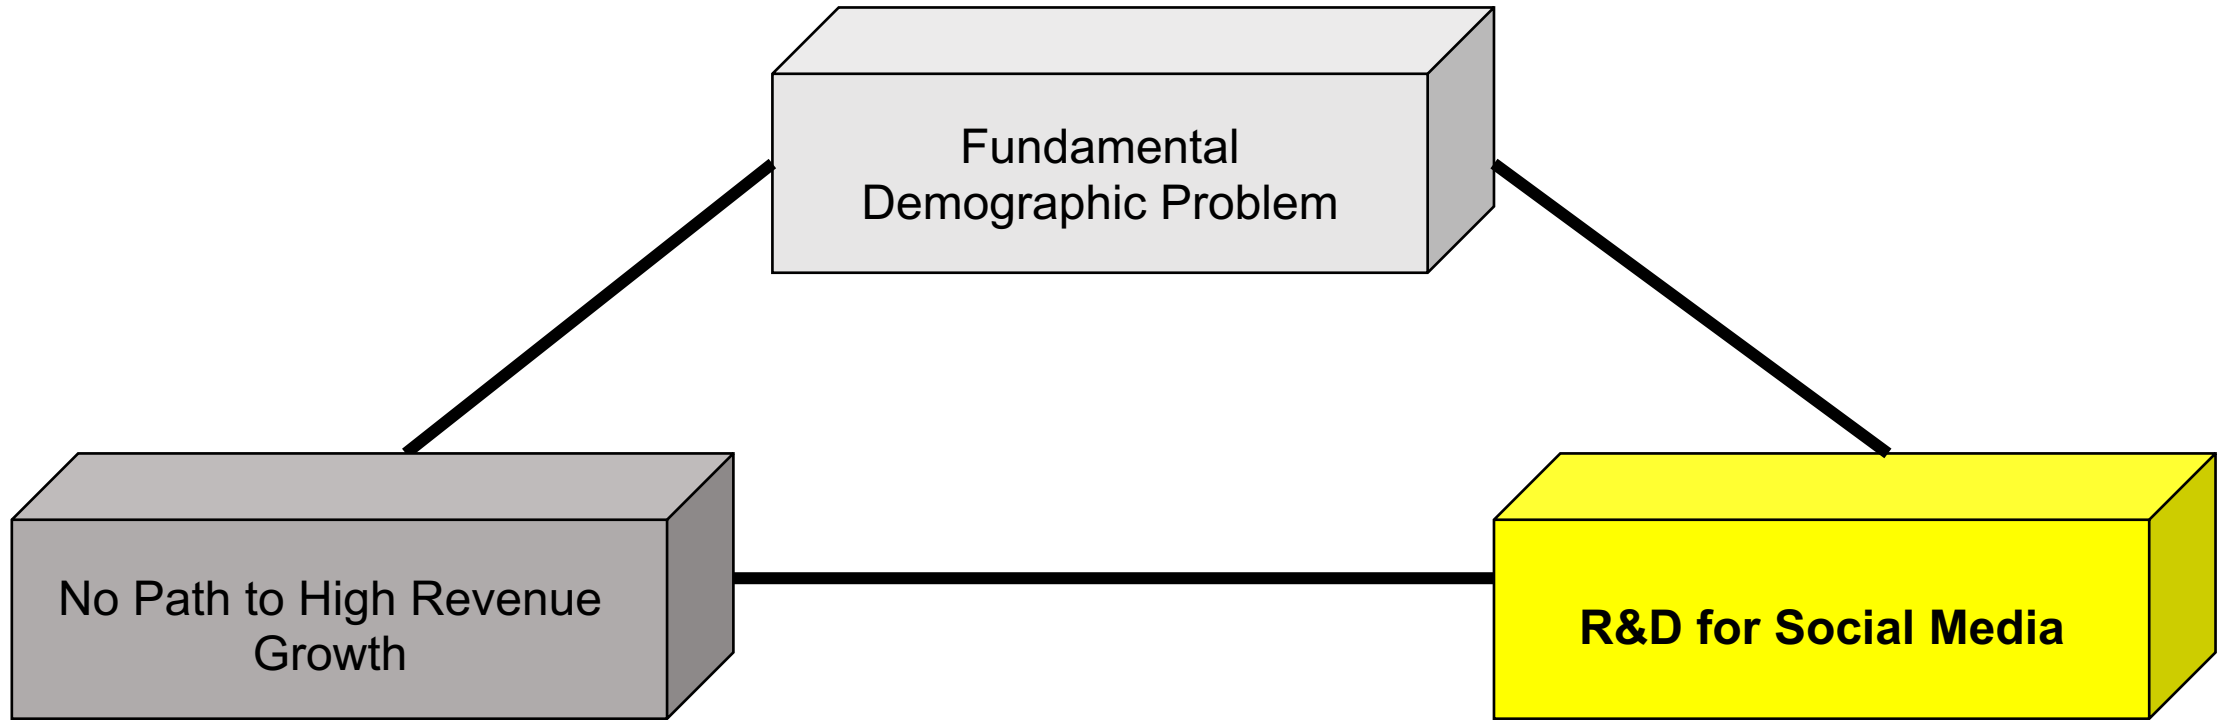 Fundamental
Demographic Problem
No Path to High Revenue
Growth
R&D for Social Media